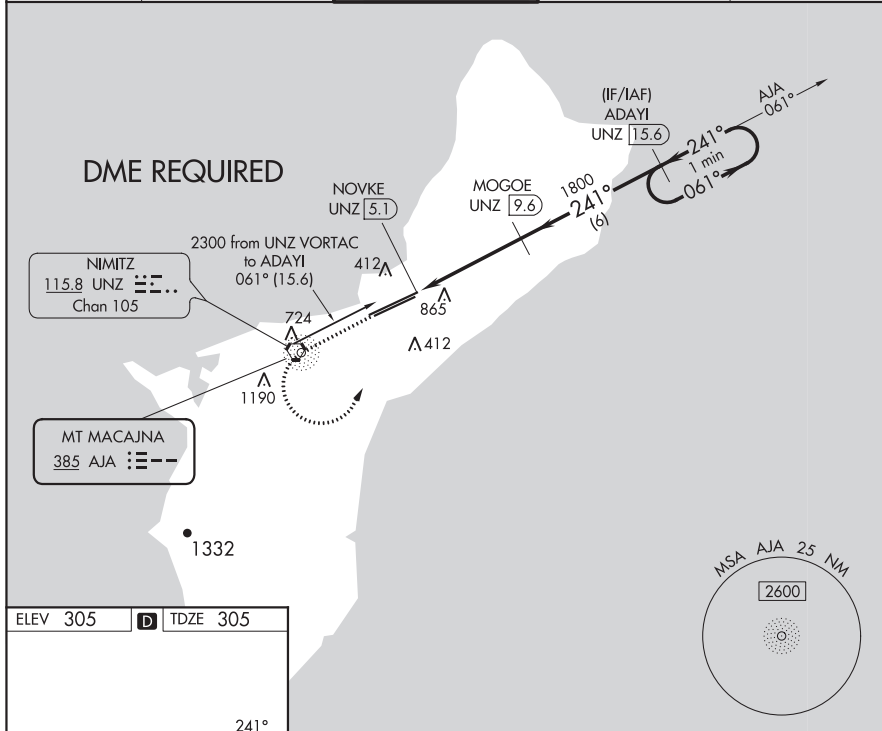 (IF/IAF)
ADAYI
UNZ 15.6
AJA
061°
241°
1 min
061°
DME REQUIRED
NOVKE
UNZ 5.1
MOGOE
UNZ 9.6
1800
241°
(6)
2300 from UNZ VORTAC
to ADAYI
061° (15.6)
412
NIMITZ
115.8 UNZ
Chan 105
724
865
412
1190
MT MACAJNA
385 AJA
1332
MSA AJA 25 NM
2600
ELEV 305 D TDZE 305
241°